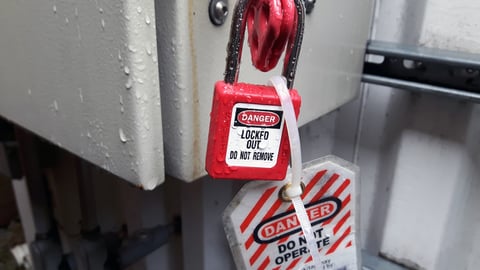 DANGER
LOCKED
OUT
DO NOT REMOVE
DANGER
DO NOT
OPERATE